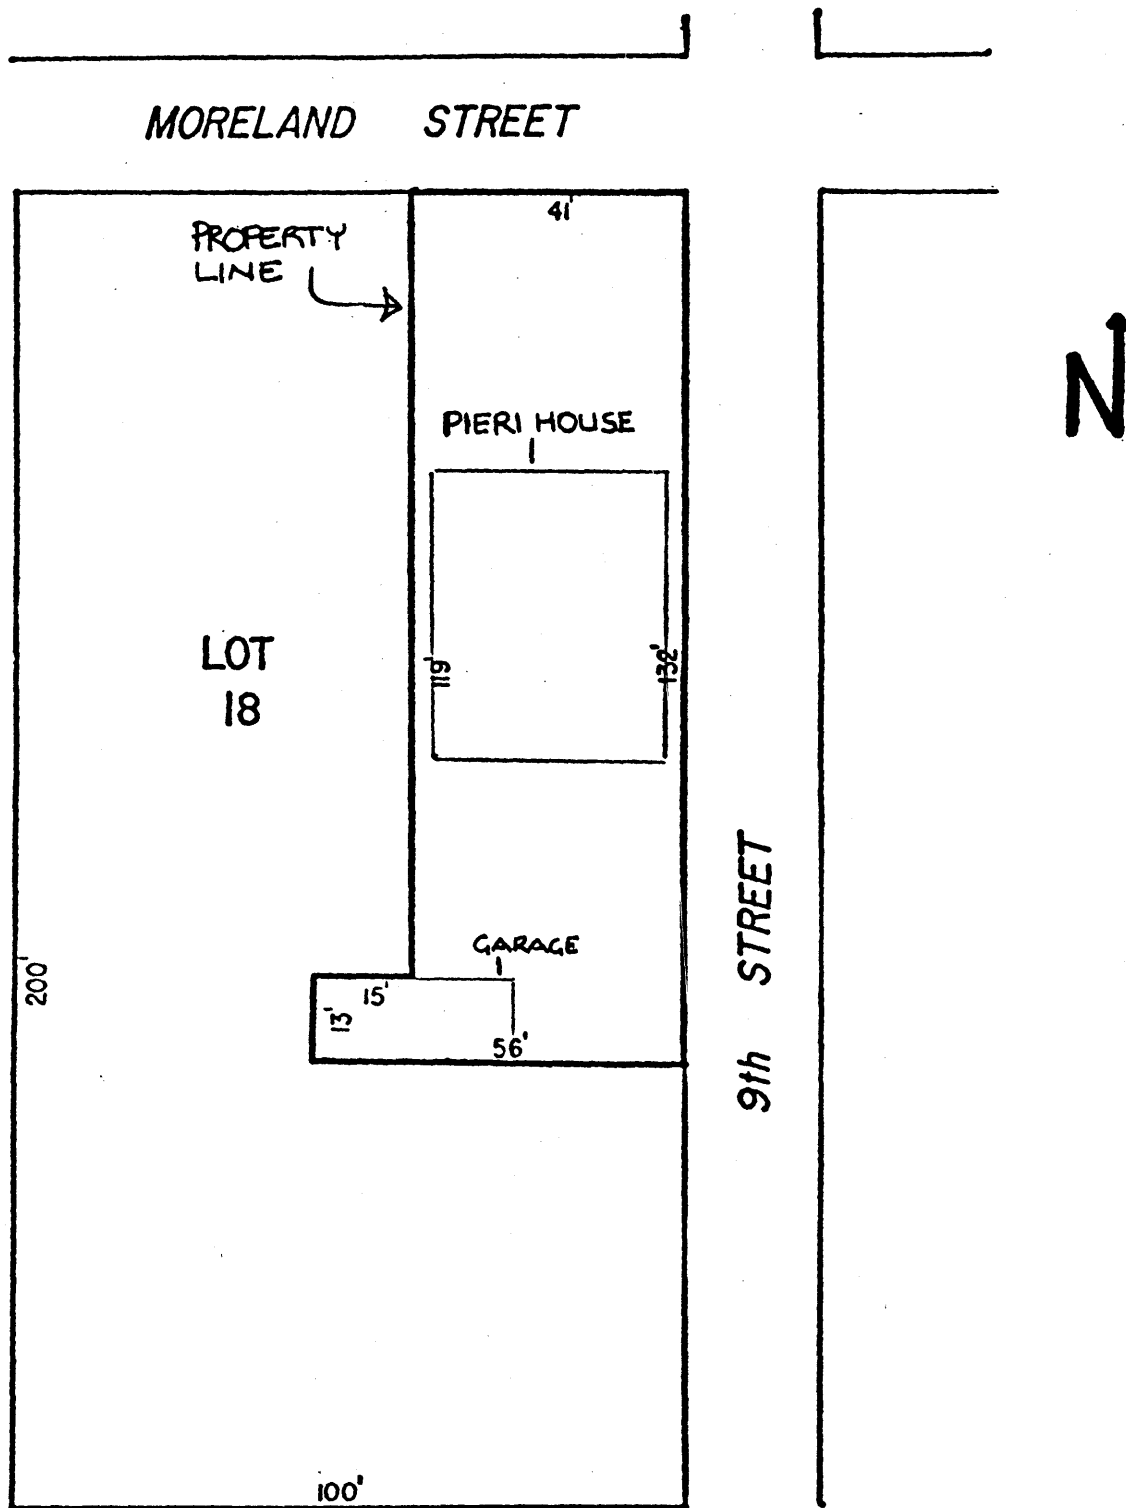 MORELAND STREET
41'
PROPERTY
LINE
N
PIERI HOUSE
LOT
18
119'
132'
9th STREET
GARAGE
200'
15'
13'
56'
100'